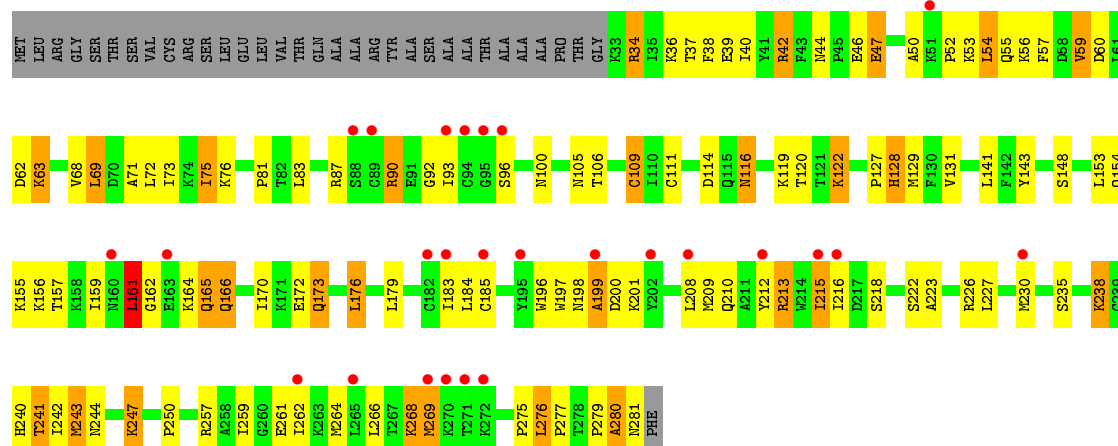 MET LEU ARG GLY SER THR SER VAL CYS ARG SER LEU GLU LEU VAL THR GLN ALA ALA ARG TYR ALA ALA SER ALA ALA THR ALA ALA ALA PRO THR GLY K33 R34 I35 K36 T37 F38 E39 I40 Y41 R42 F43 N44 P45 E46 E47 A50 K51 P52 K53 L54 Q55 K56 F57 D58 V59 D60 L61
D62 K63 V68 L69 D70 A71 L72 I73 K74 I75 K76 P81 T82 L83 R87 S88 C89 R90 E91 G92 I93 C94 G95 S96 N100 N105 T106 C109 I110 C111 D114 Q115 N116 K119 T120 T121 K122 P127 H128 M129 F130 V131 L141 F142 Y143 S148 L153 Q154
K155 K156 T157 K158 I159 N160 L161 G162 E163 K164 Q165 Q166 I170 K171 E172 Q173 L176 L179 C182 I183 L184 C185 Y195 W196 W197 N198 A199 D200 K201 Y202 L208 M209 Q210 A211 Y212 R213 W214 I215 I216 D217 S218 S222 A223 R226 L227 M230 S235 K238 C239
H240 T241 I242 M243 N244 K247 P250 R257 A258 I259 G260 E261 I262 K263 M264 L265 L266 T267 K268 M269 K270 T271 K272 P275 L276 P277 T278 P279 A280 N281 PHE